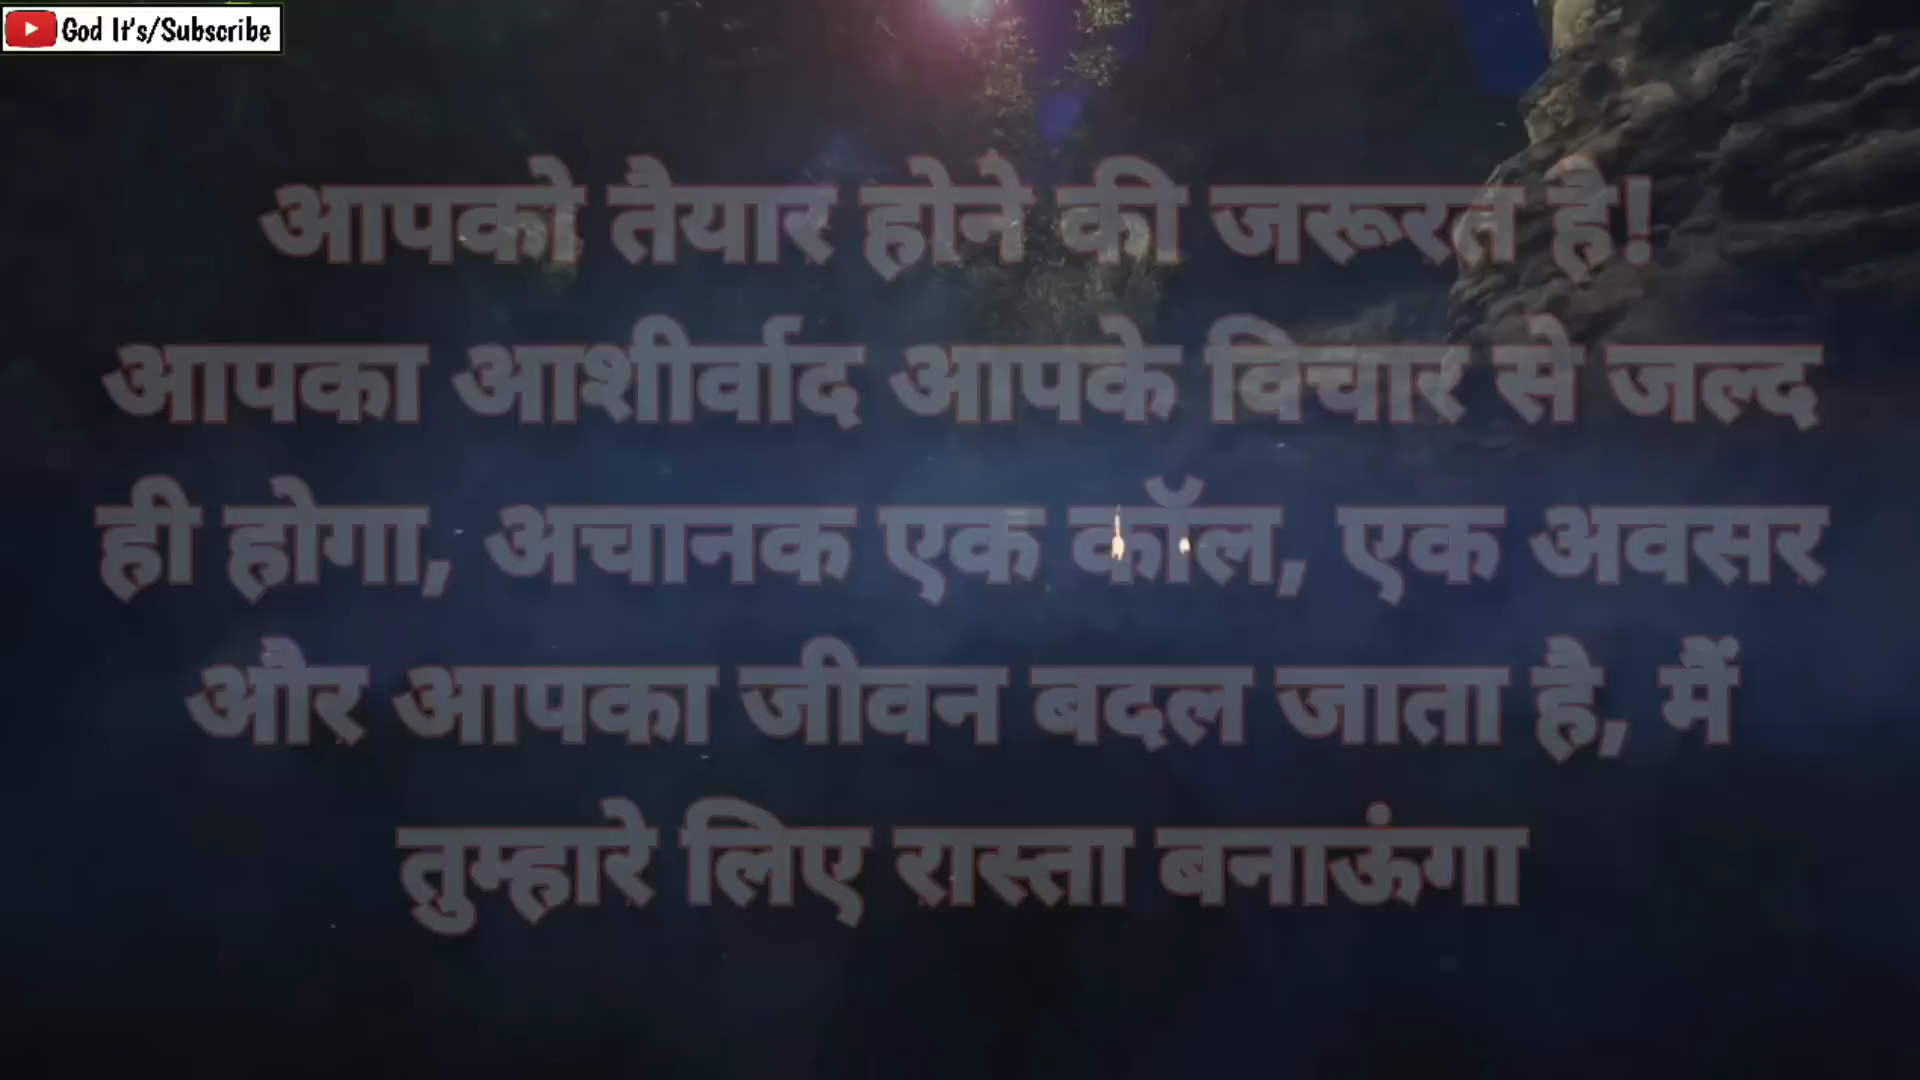 God It's/Subscribe
आपको तैयार होने की जरूरत है!
आपका आशीर्वाद आपके विचार से जल्द
ही होगा, अचानक एक कॉल, एक अवसर
और आपका जीवन बदल जाता है, मैं
तुम्हारे लिए रास्ता बनाऊंगा